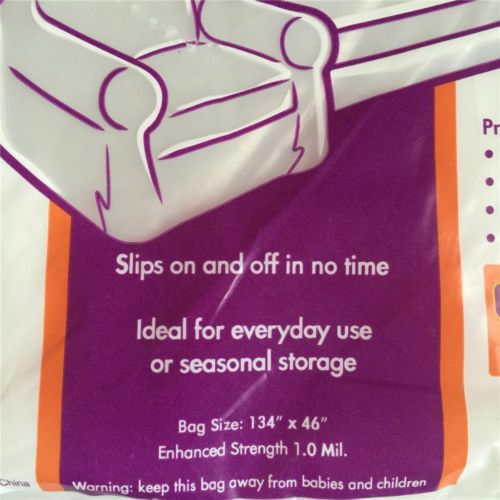 Pr
Slips on and off in no time
Ideal for everyday use
or seasonal storage
Bag Size: 134" x 46"
Enhanced Strength 1.0 Mil.
China
Warning: keep this bag away from babies and children